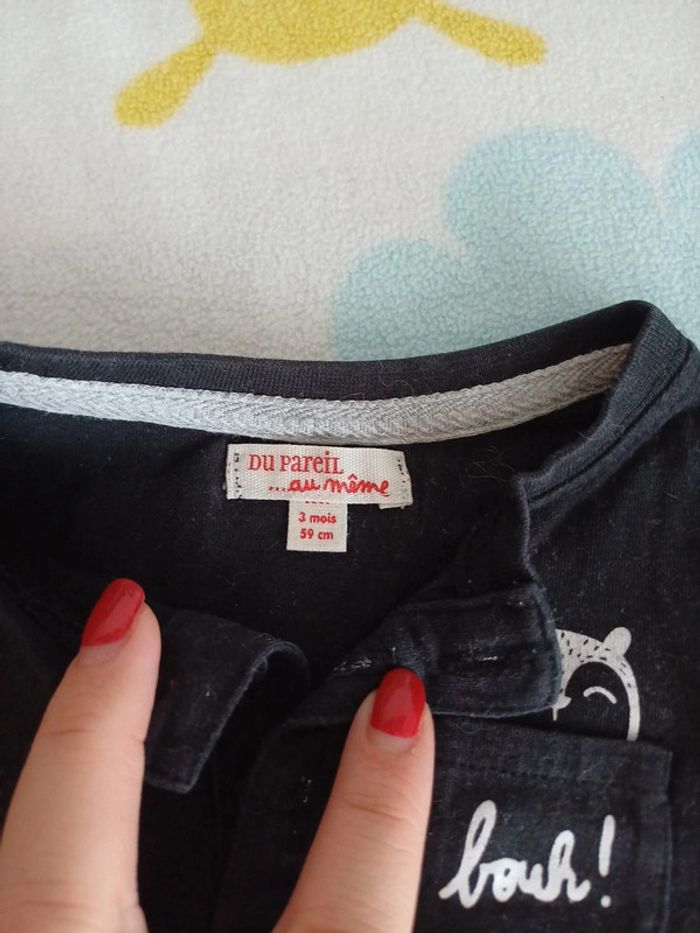 DU PAREIL
...au même
3 mois
59 cm
bouh!